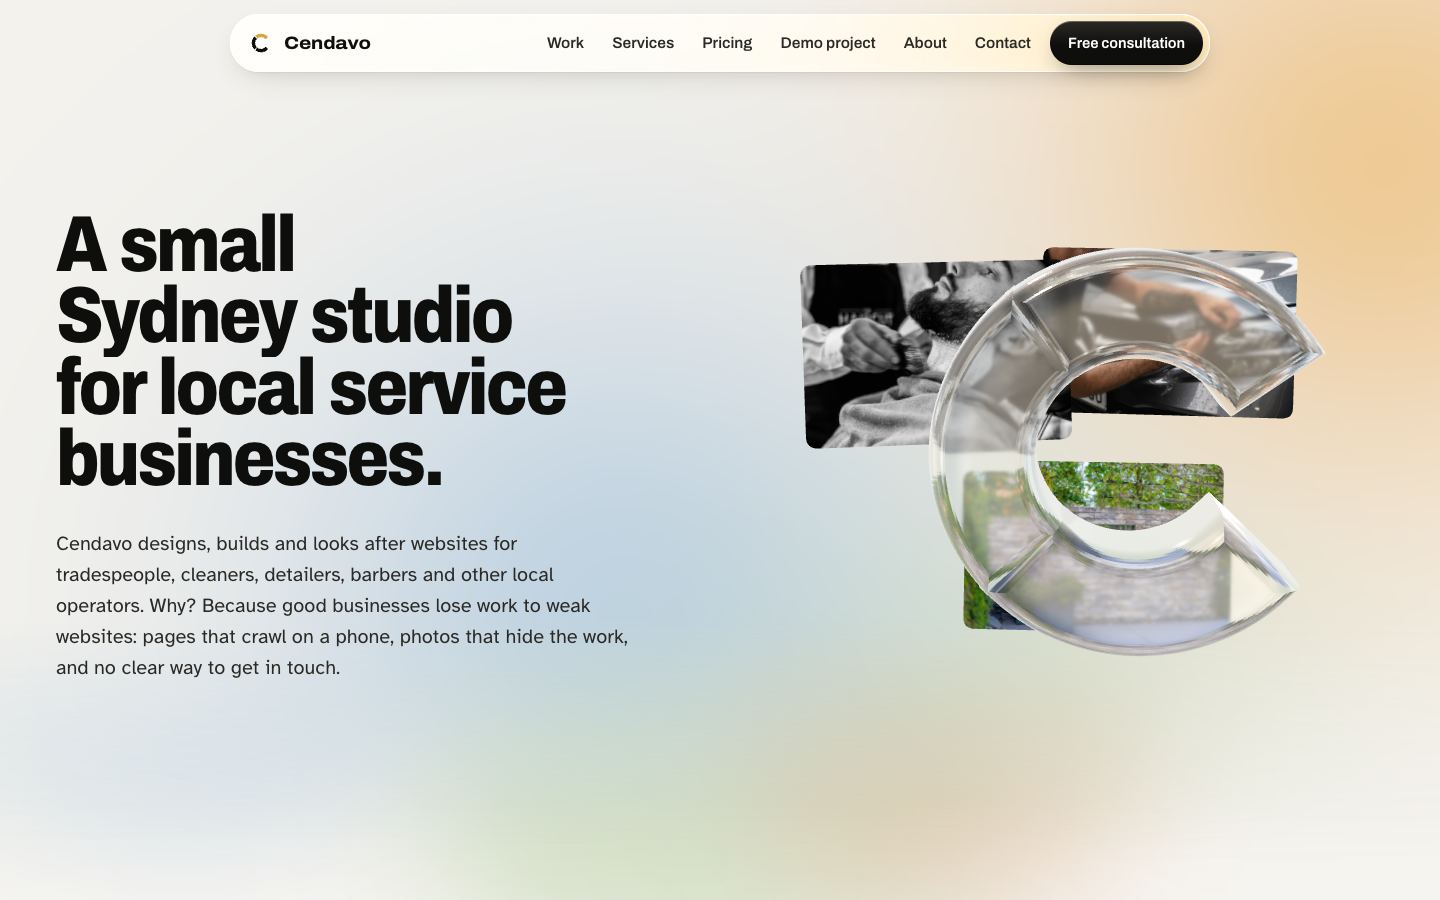 Cendavo
Work
Services
Pricing
Demo project
About
Contact
Free consultation
A small
Sydney studio
for local service
businesses.
Cendavo designs, builds and looks after websites for
tradespeople, cleaners, detailers, barbers and other local
operators. Why? Because good businesses lose work to weak
websites: pages that crawl on a phone, photos that hide the work,
and no clear way to get in touch.